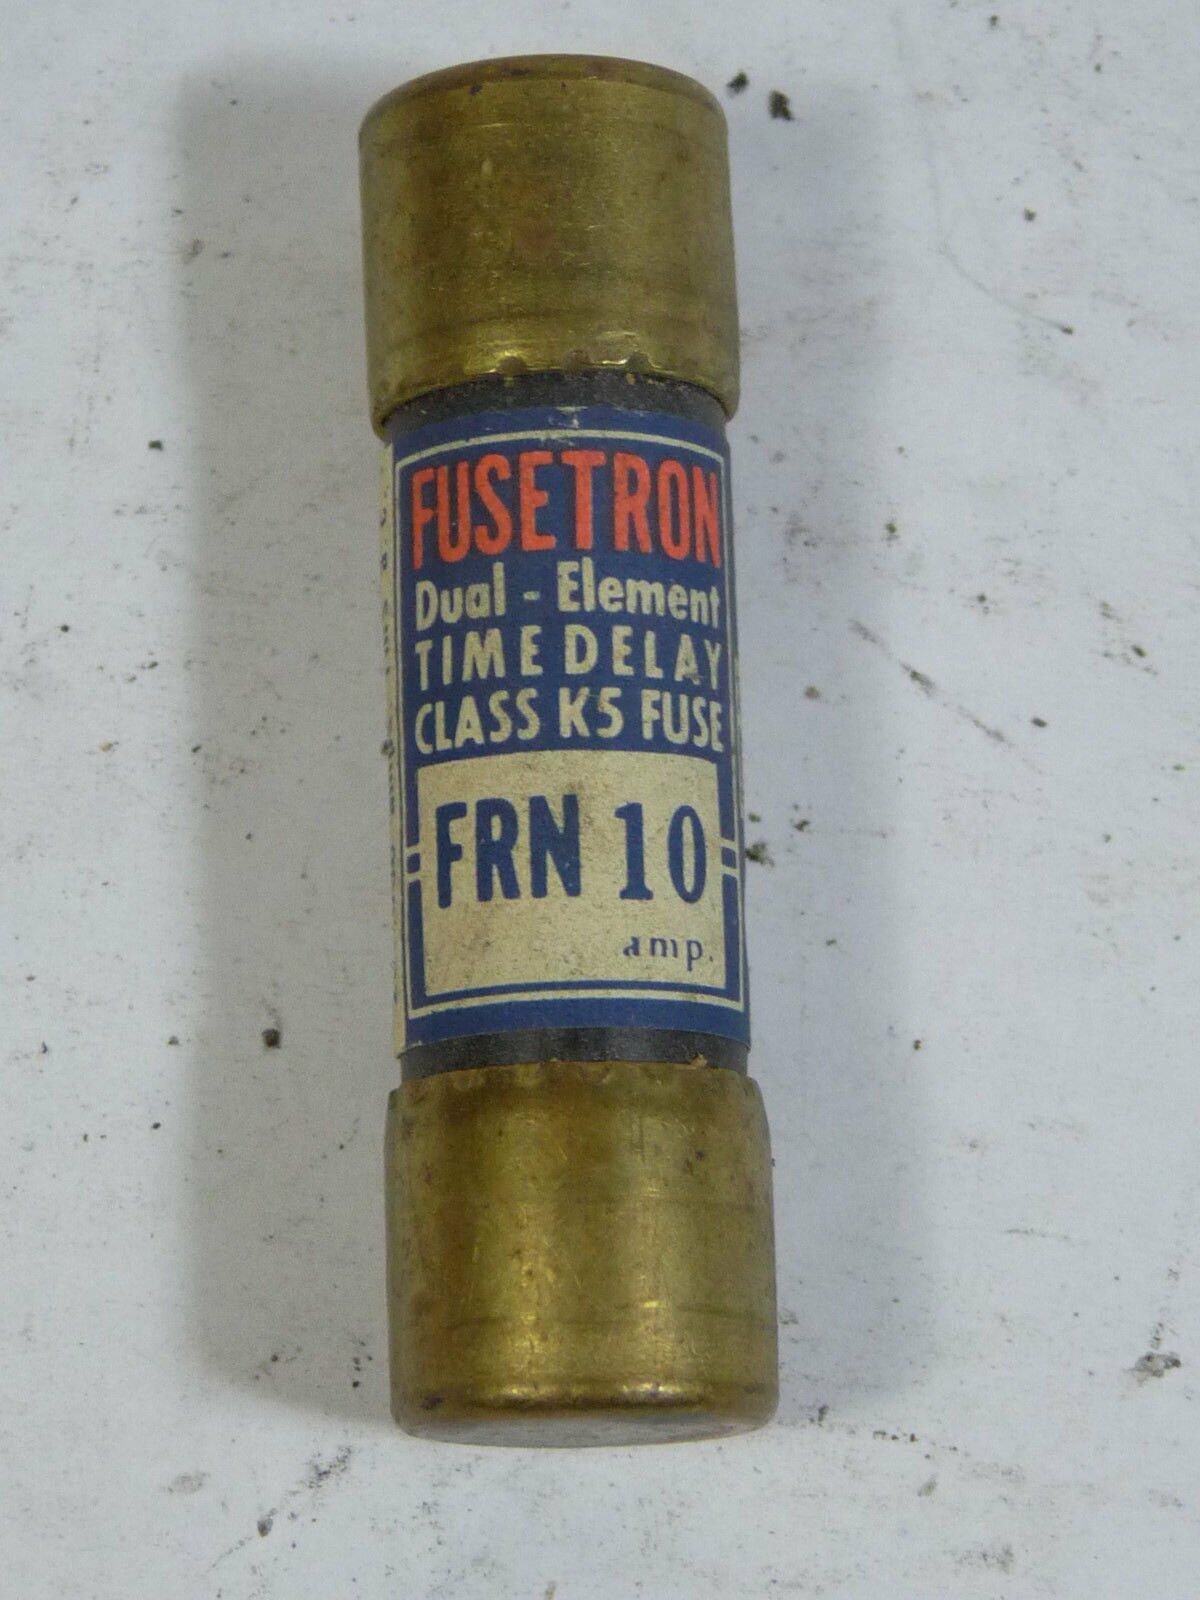 FUSETRON
Dual - Element
TIME DELAY
CLASS K5 FUSE
FRN 10
amp.